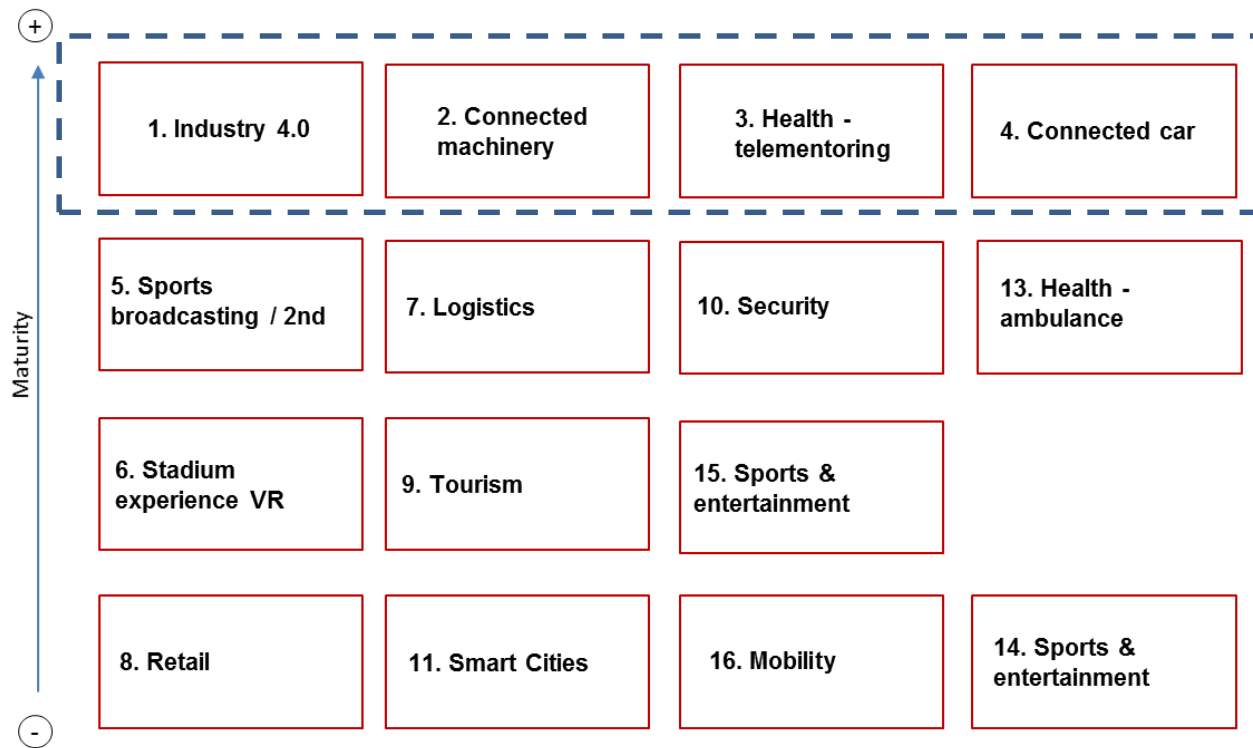 +
1. Industry 4.0
2. Connected
machinery
3. Health -
telementoring
4. Connected car
5. Sports
broadcasting / 2nd
7. Logistics
10. Security
13. Health -
ambulance
Maturity
6. Stadium
experience VR
9. Tourism
15. Sports &
entertainment
8. Retail
11. Smart Cities
16. Mobility
14. Sports &
entertainment
-